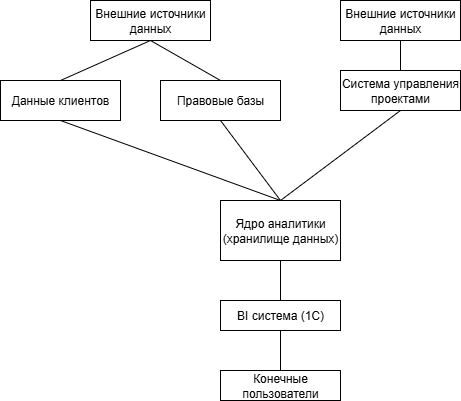 Внешние источники
данных
Внешние источники
данных
Данные клиентов
Правовые базы
Система управления
проектами
Ядро аналитики
(хранилище данных)
BI система (1С)
Конечные
пользователи